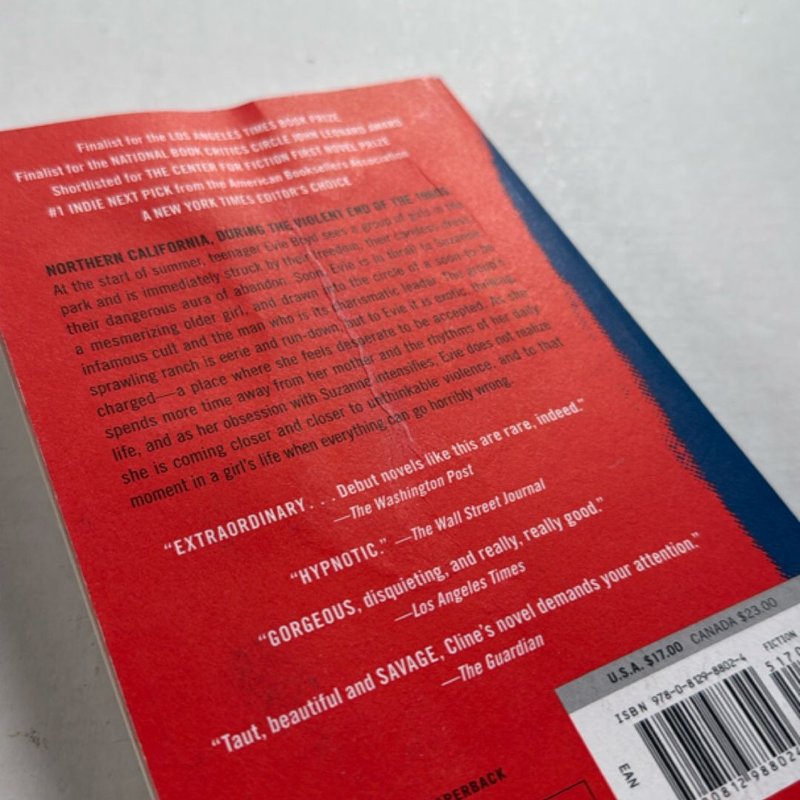 Finalist for the LOS ANGELES TIMES BOOK PRIZE
Finalist for the NATIONAL BOOK CRITICS CIRCLE JOHN LEONARD AWARD
Shortlisted for THE CENTER FOR FICTION FIRST NOVEL PRIZE
#1 INDIE NEXT PICK from the American Booksellers Association
A NEW YORK TIMES EDITOR'S CHOICE
NORTHERN CALIFORNIA, DURING THE VIOLENT END OF THE 1960s.
At the start of summer, teenager Evie Boyd sees a group of girls in the
park and is immediately struck by their freedom, their careless dress,
their dangerous aura of abandon. Soon, Evie is in thrall to Suzanne,
a mesmerizing older girl, and drawn into the circle of a soon-to-be
infamous cult and the man who is its charismatic leader. The group's
sprawling ranch is eerie and run-down, but to Evie it is exotic, thrilling,
charged—a place where she feels desperate to be accepted. As she
spends more time away from her mother and the rhythms of her daily
life, and as her obsession with Suzanne intensifies, Evie does not realize
she is coming closer and closer to unthinkable violence, and to that
moment in a girl's life when everything can go horribly wrong.
"EXTRAORDINARY. . . Debut novels like this are rare, indeed."
—The Washington Post
"HYPNOTIC." —The Wall Street Journal
"GORGEOUS, disquieting, and really, really good."
—Los Angeles Times
"Taut, beautiful and SAVAGE, Cline's novel demands your attention."
—The Guardian
U.S.A. $17.00 CANADA $23.00
FICTION
ISBN 978-0-8129-8802-4
EAN